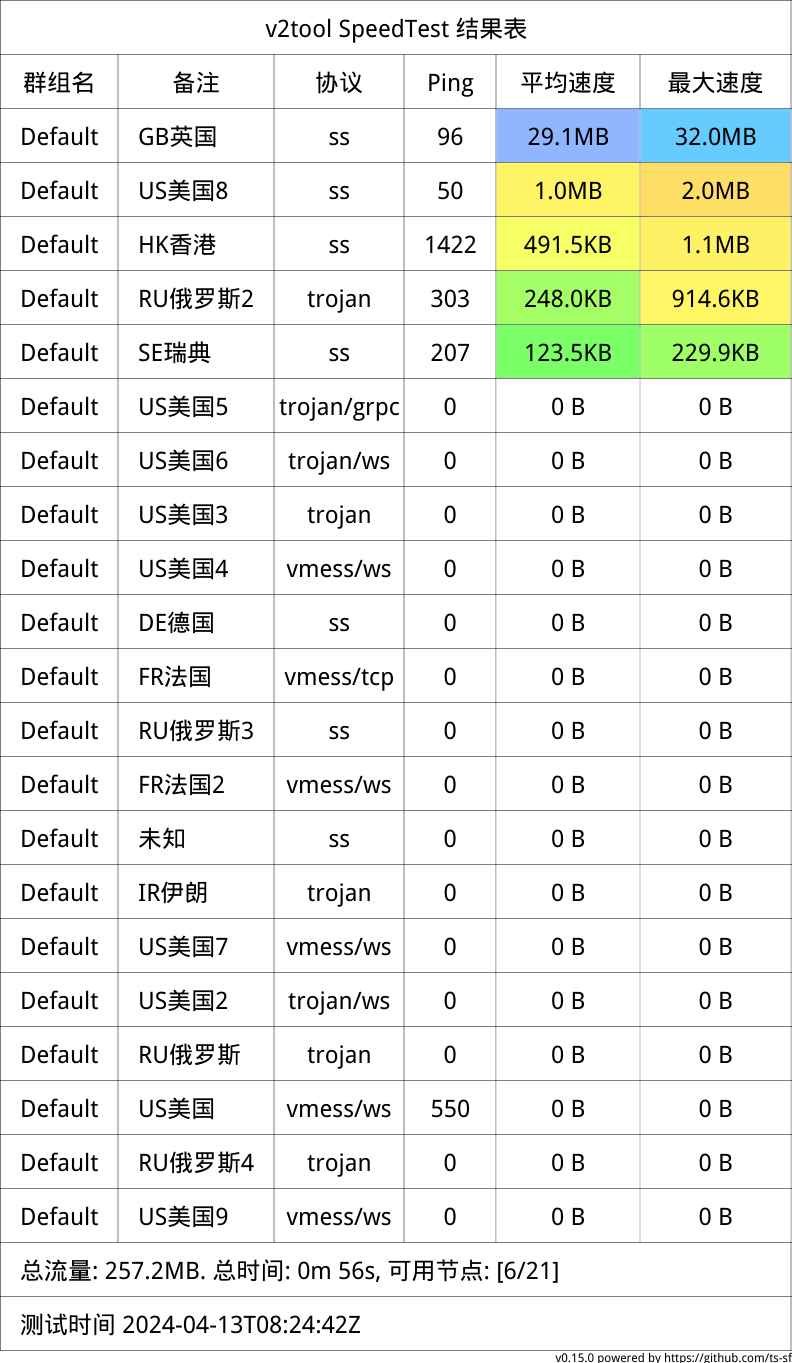 v2tool SpeedTest 结果表
群组名 备注 协议 Ping 平均速度 最大速度
Default GB英国 ss 96 29.1MB 32.0MB
Default US美国8 ss 50 1.0MB 2.0MB
Default HK香港 ss 1422 491.5KB 1.1MB
Default RU俄罗斯2 trojan 303 248.0KB 914.6KB
Default SE瑞典 ss 207 123.5KB 229.9KB
Default US美国5 trojan/grpc 0 0 B 0 B
Default US美国6 trojan/ws 0 0 B 0 B
Default US美国3 trojan 0 0 B 0 B
Default US美国4 vmess/ws 0 0 B 0 B
Default DE德国 ss 0 0 B 0 B
Default FR法国 vmess/tcp 0 0 B 0 B
Default RU俄罗斯3 ss 0 0 B 0 B
Default FR法国2 vmess/ws 0 0 B 0 B
Default 未知 ss 0 0 B 0 B
Default IR伊朗 trojan 0 0 B 0 B
Default US美国7 vmess/ws 0 0 B 0 B
Default US美国2 trojan/ws 0 0 B 0 B
Default RU俄罗斯 trojan 0 0 B 0 B
Default US美国 vmess/ws 550 0 B 0 B
Default RU俄罗斯4 trojan 0 0 B 0 B
Default US美国9 vmess/ws 0 0 B 0 B
总流量: 257.2MB. 总时间: 0m 56s, 可用节点: [6/21]
测试时间 2024-04-13T08:24:42Z
v0.15.0 powered by https://github.com/ts-sf